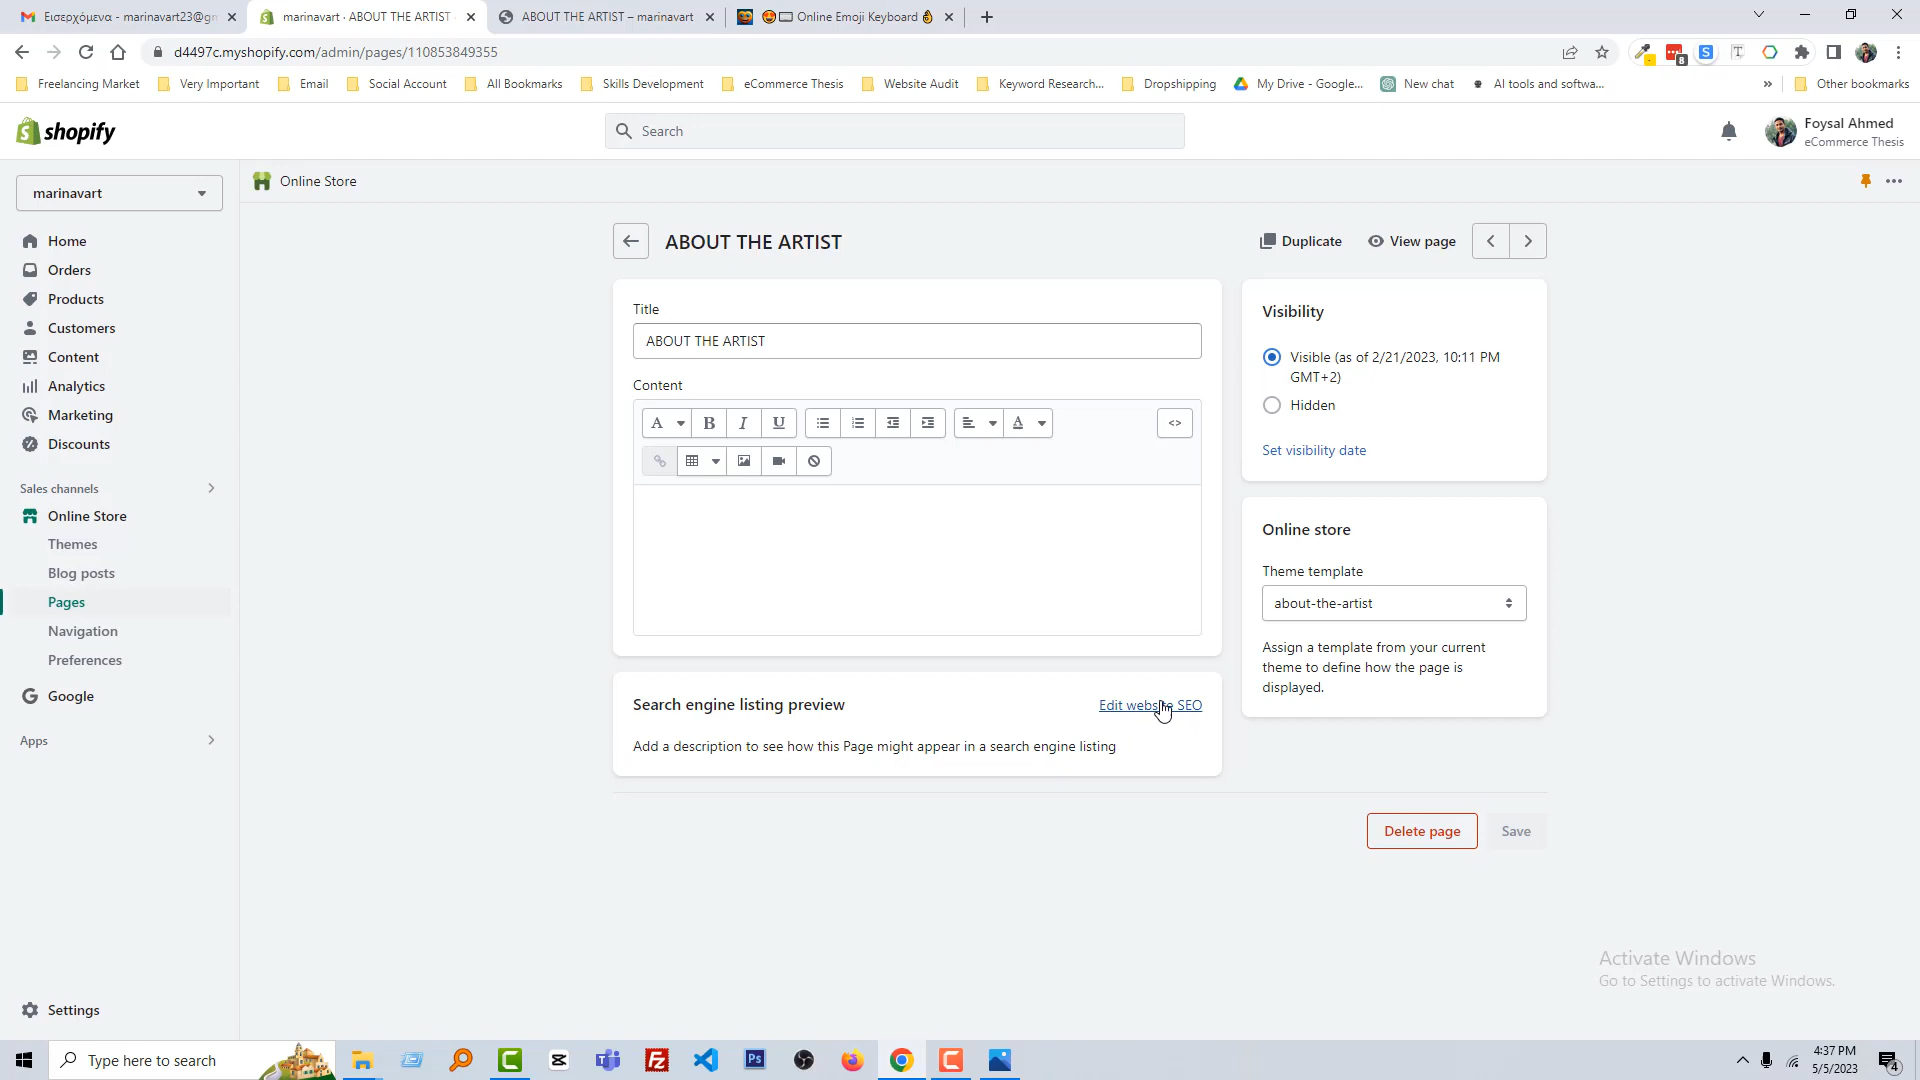 Εισερχόμενα - marinavart23@gm
marinavart · ABOUT THE ARTIST
ABOUT THE ARTIST – marinavart
Online Emoji Keyboard
d4497c.myshopify.com/admin/pages/110853849355
8
Freelancing Market
Very Important
Email
Social Account
All Bookmarks
Skills Development
eCommerce Thesis
Website Audit
Keyword Research...
Dropshipping
My Drive - Google...
New chat
AI tools and softwa...
Other bookmarks
shopify
Search
Foysal Ahmed
eCommerce Thesis
marinavart
Online Store
Home
Orders
Products
Customers
Content
Analytics
Marketing
Discounts
Sales channels
Online Store
Themes
Blog posts
Pages
Navigation
Preferences
Google
Apps
Settings
ABOUT THE ARTIST
Duplicate
View page
Title
ABOUT THE ARTIST
Content
Visibility
Visible (as of 2/21/2023, 10:11 PM
GMT+2)
Hidden
Set visibility date
Online store
Theme template
about-the-artist
Assign a template from your current
theme to define how the page is
displayed.
Search engine listing preview
Edit website SEO
Add a description to see how this Page might appear in a search engine listing
Delete page
Save
Activate Windows
Go to Settings to activate Windows.
Type here to search
4:37 PM
5/5/2023
4